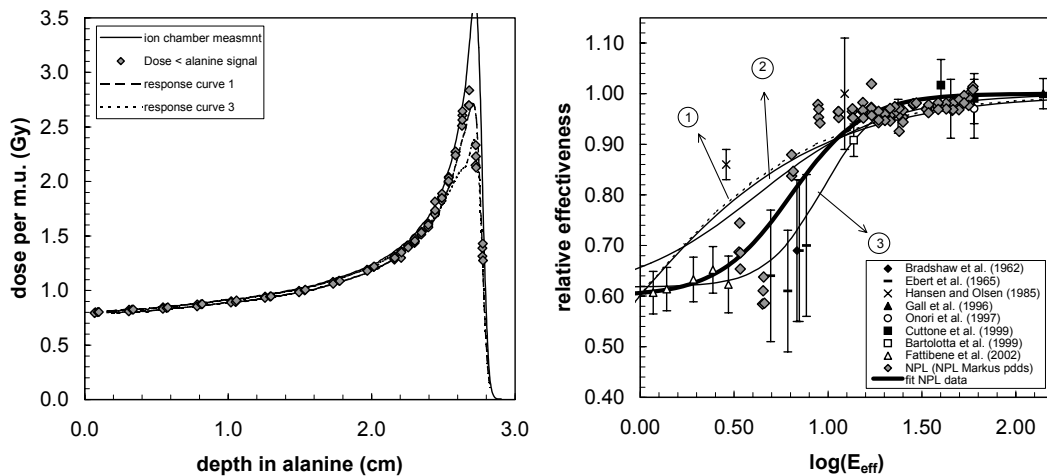 3.5
3.0
2.5
2.0
1.5
1.0
0.5
0.0
dose per m.u. (Gy)
ion chamber measmnt
Dose < alanine signal
response curve 1
response curve 3
0.0
1.0
2.0
3.0
depth in alanine (cm)
1.10
1.00
0.90
0.80
0.70
0.60
0.50
0.40
relative effectiveness
1
2
3
Bradshaw et al. (1962)
Ebert et al. (1965)
Hansen and Olsen (1985)
Gall et al. (1996)
Onori et al. (1997)
Cuttone et al. (1999)
Bartolotta et al. (1999)
Fattibene et al. (2002)
NPL (NPL Markus pdds)
fit NPL data
0.00
0.50
1.00
1.50
2.00
log(Eeff)